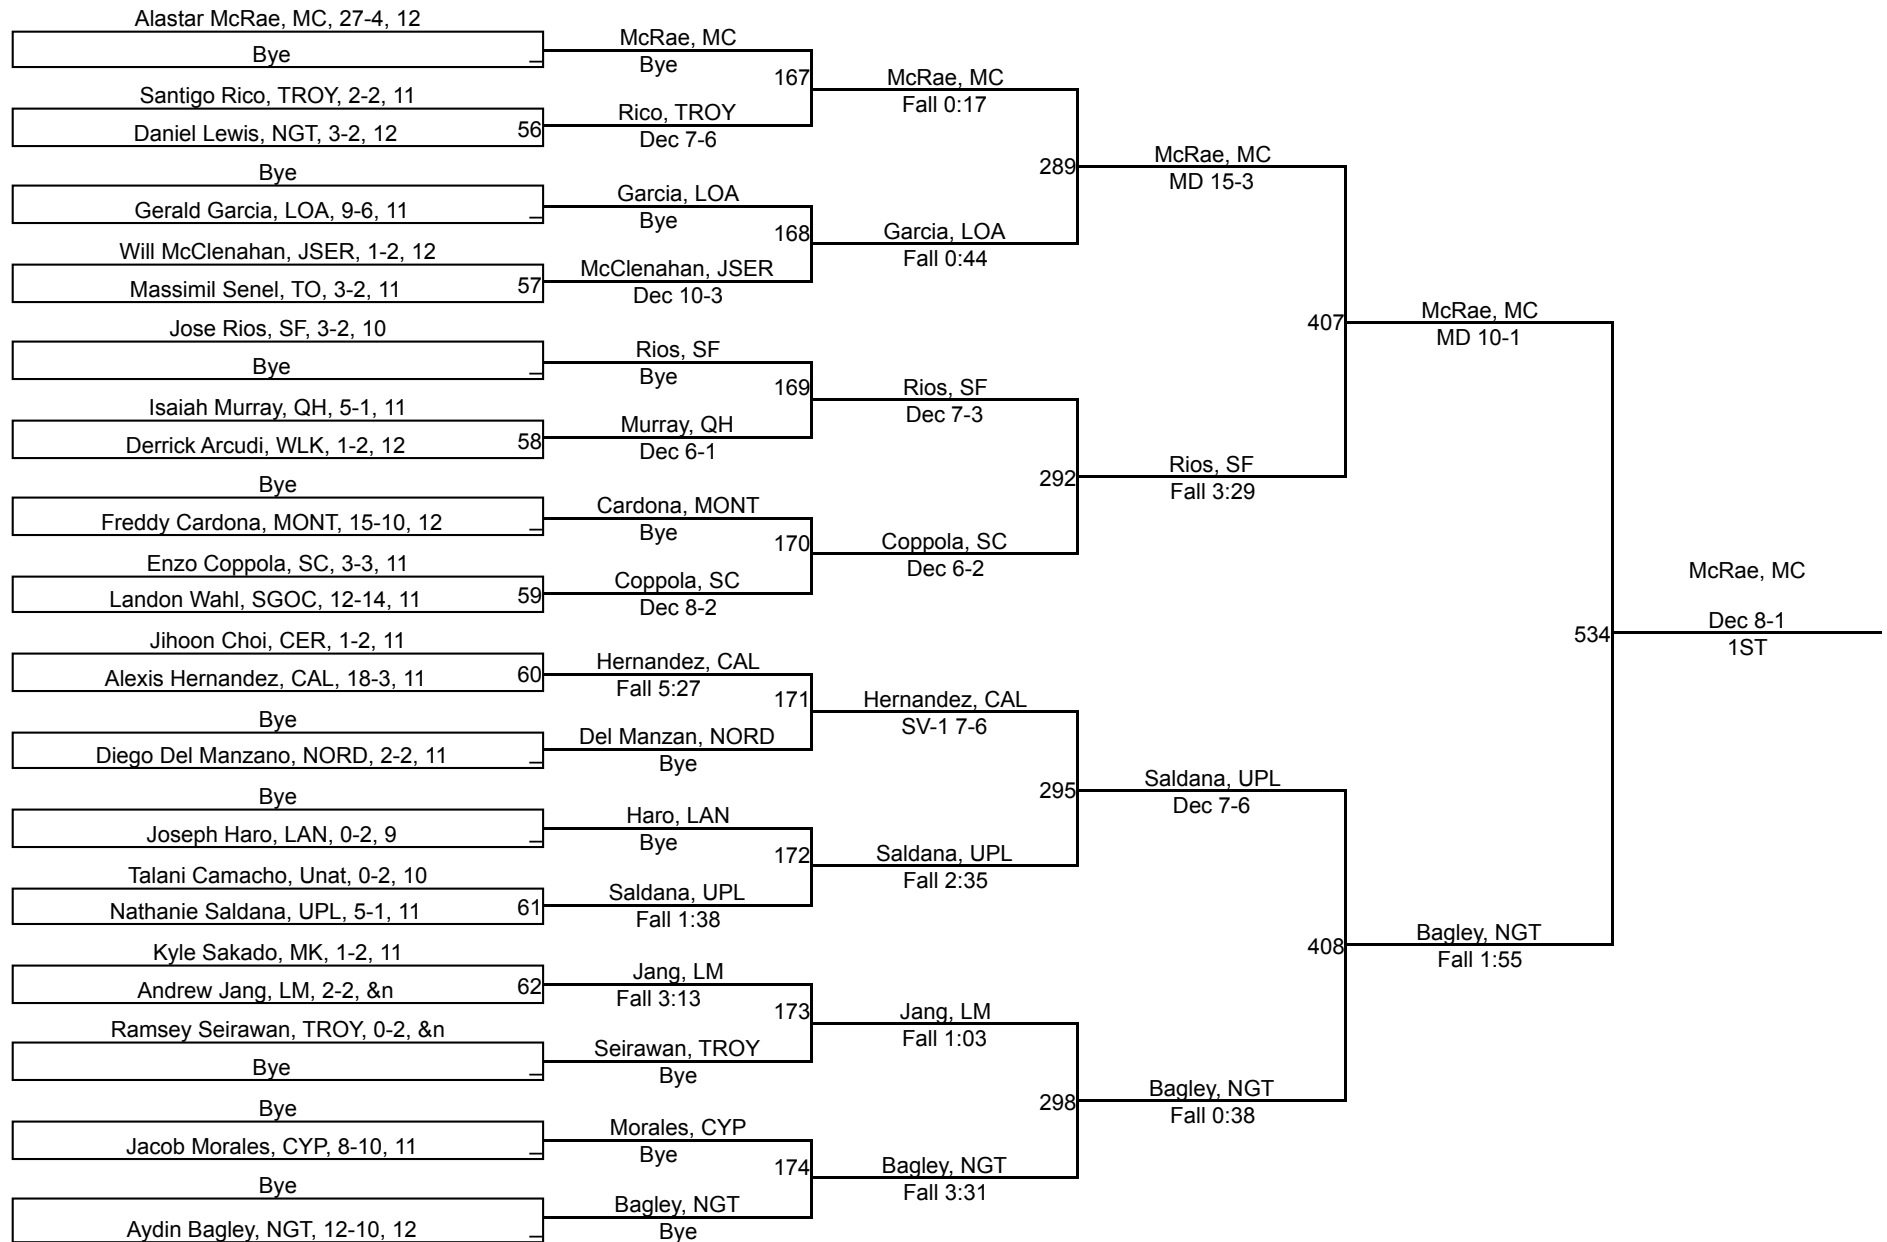 Alastar McRae, MC, 27-4, 12
Bye
_
Santigo Rico, TROY, 2-2, 11
Daniel Lewis, NGT, 3-2, 12
56
Bye
Gerald Garcia, LOA, 9-6, 11
_
Will McClenahan, JSER, 1-2, 12
Massimil Senel, TO, 3-2, 11
57
Jose Rios, SF, 3-2, 10
Bye
_
Isaiah Murray, QH, 5-1, 11
Derrick Arcudi, WLK, 1-2, 12
58
Bye
Freddy Cardona, MONT, 15-10, 12
_
Enzo Coppola, SC, 3-3, 11
Landon Wahl, SGOC, 12-14, 11
59
Jihoon Choi, CER, 1-2, 11
Alexis Hernandez, CAL, 18-3, 11
60
Bye
Diego Del Manzano, NORD, 2-2, 11
_
Bye
Joseph Haro, LAN, 0-2, 9
_
Talani Camacho, Unat, 0-2, 10
Nathanie Saldana, UPL, 5-1, 11
61
Kyle Sakado, MK, 1-2, 11
Andrew Jang, LM, 2-2, &n
62
Ramsey Seirawan, TROY, 0-2, &n
Bye
_
Bye
Jacob Morales, CYP, 8-10, 11
_
Bye
Aydin Bagley, NGT, 12-10, 12
_
McRae, MC
Bye
167
Rico, TROY
Dec 7-6
Garcia, LOA
Bye
168
McClenahan, JSER
Dec 10-3
Rios, SF
Bye
169
Murray, QH
Dec 6-1
Cardona, MONT
Bye
170
Coppola, SC
Dec 8-2
Hernandez, CAL
Fall 5:27
171
Del Manzan, NORD
Bye
Haro, LAN
Bye
172
Saldana, UPL
Fall 1:38
Jang, LM
Fall 3:13
173
Seirawan, TROY
Bye
Morales, CYP
Bye
174
Bagley, NGT
Bye
McRae, MC
Fall 0:17
289
Garcia, LOA
Fall 0:44
Rios, SF
Dec 7-3
292
Coppola, SC
Dec 6-2
Hernandez, CAL
SV-1 7-6
295
Saldana, UPL
Fall 2:35
Jang, LM
Fall 1:03
298
Bagley, NGT
Fall 3:31
McRae, MC
MD 15-3
407
Rios, SF
Fall 3:29
Saldana, UPL
Dec 7-6
408
Bagley, NGT
Fall 0:38
McRae, MC
MD 10-1
534
Bagley, NGT
Fall 1:55
McRae, MC
Dec 8-1
1ST